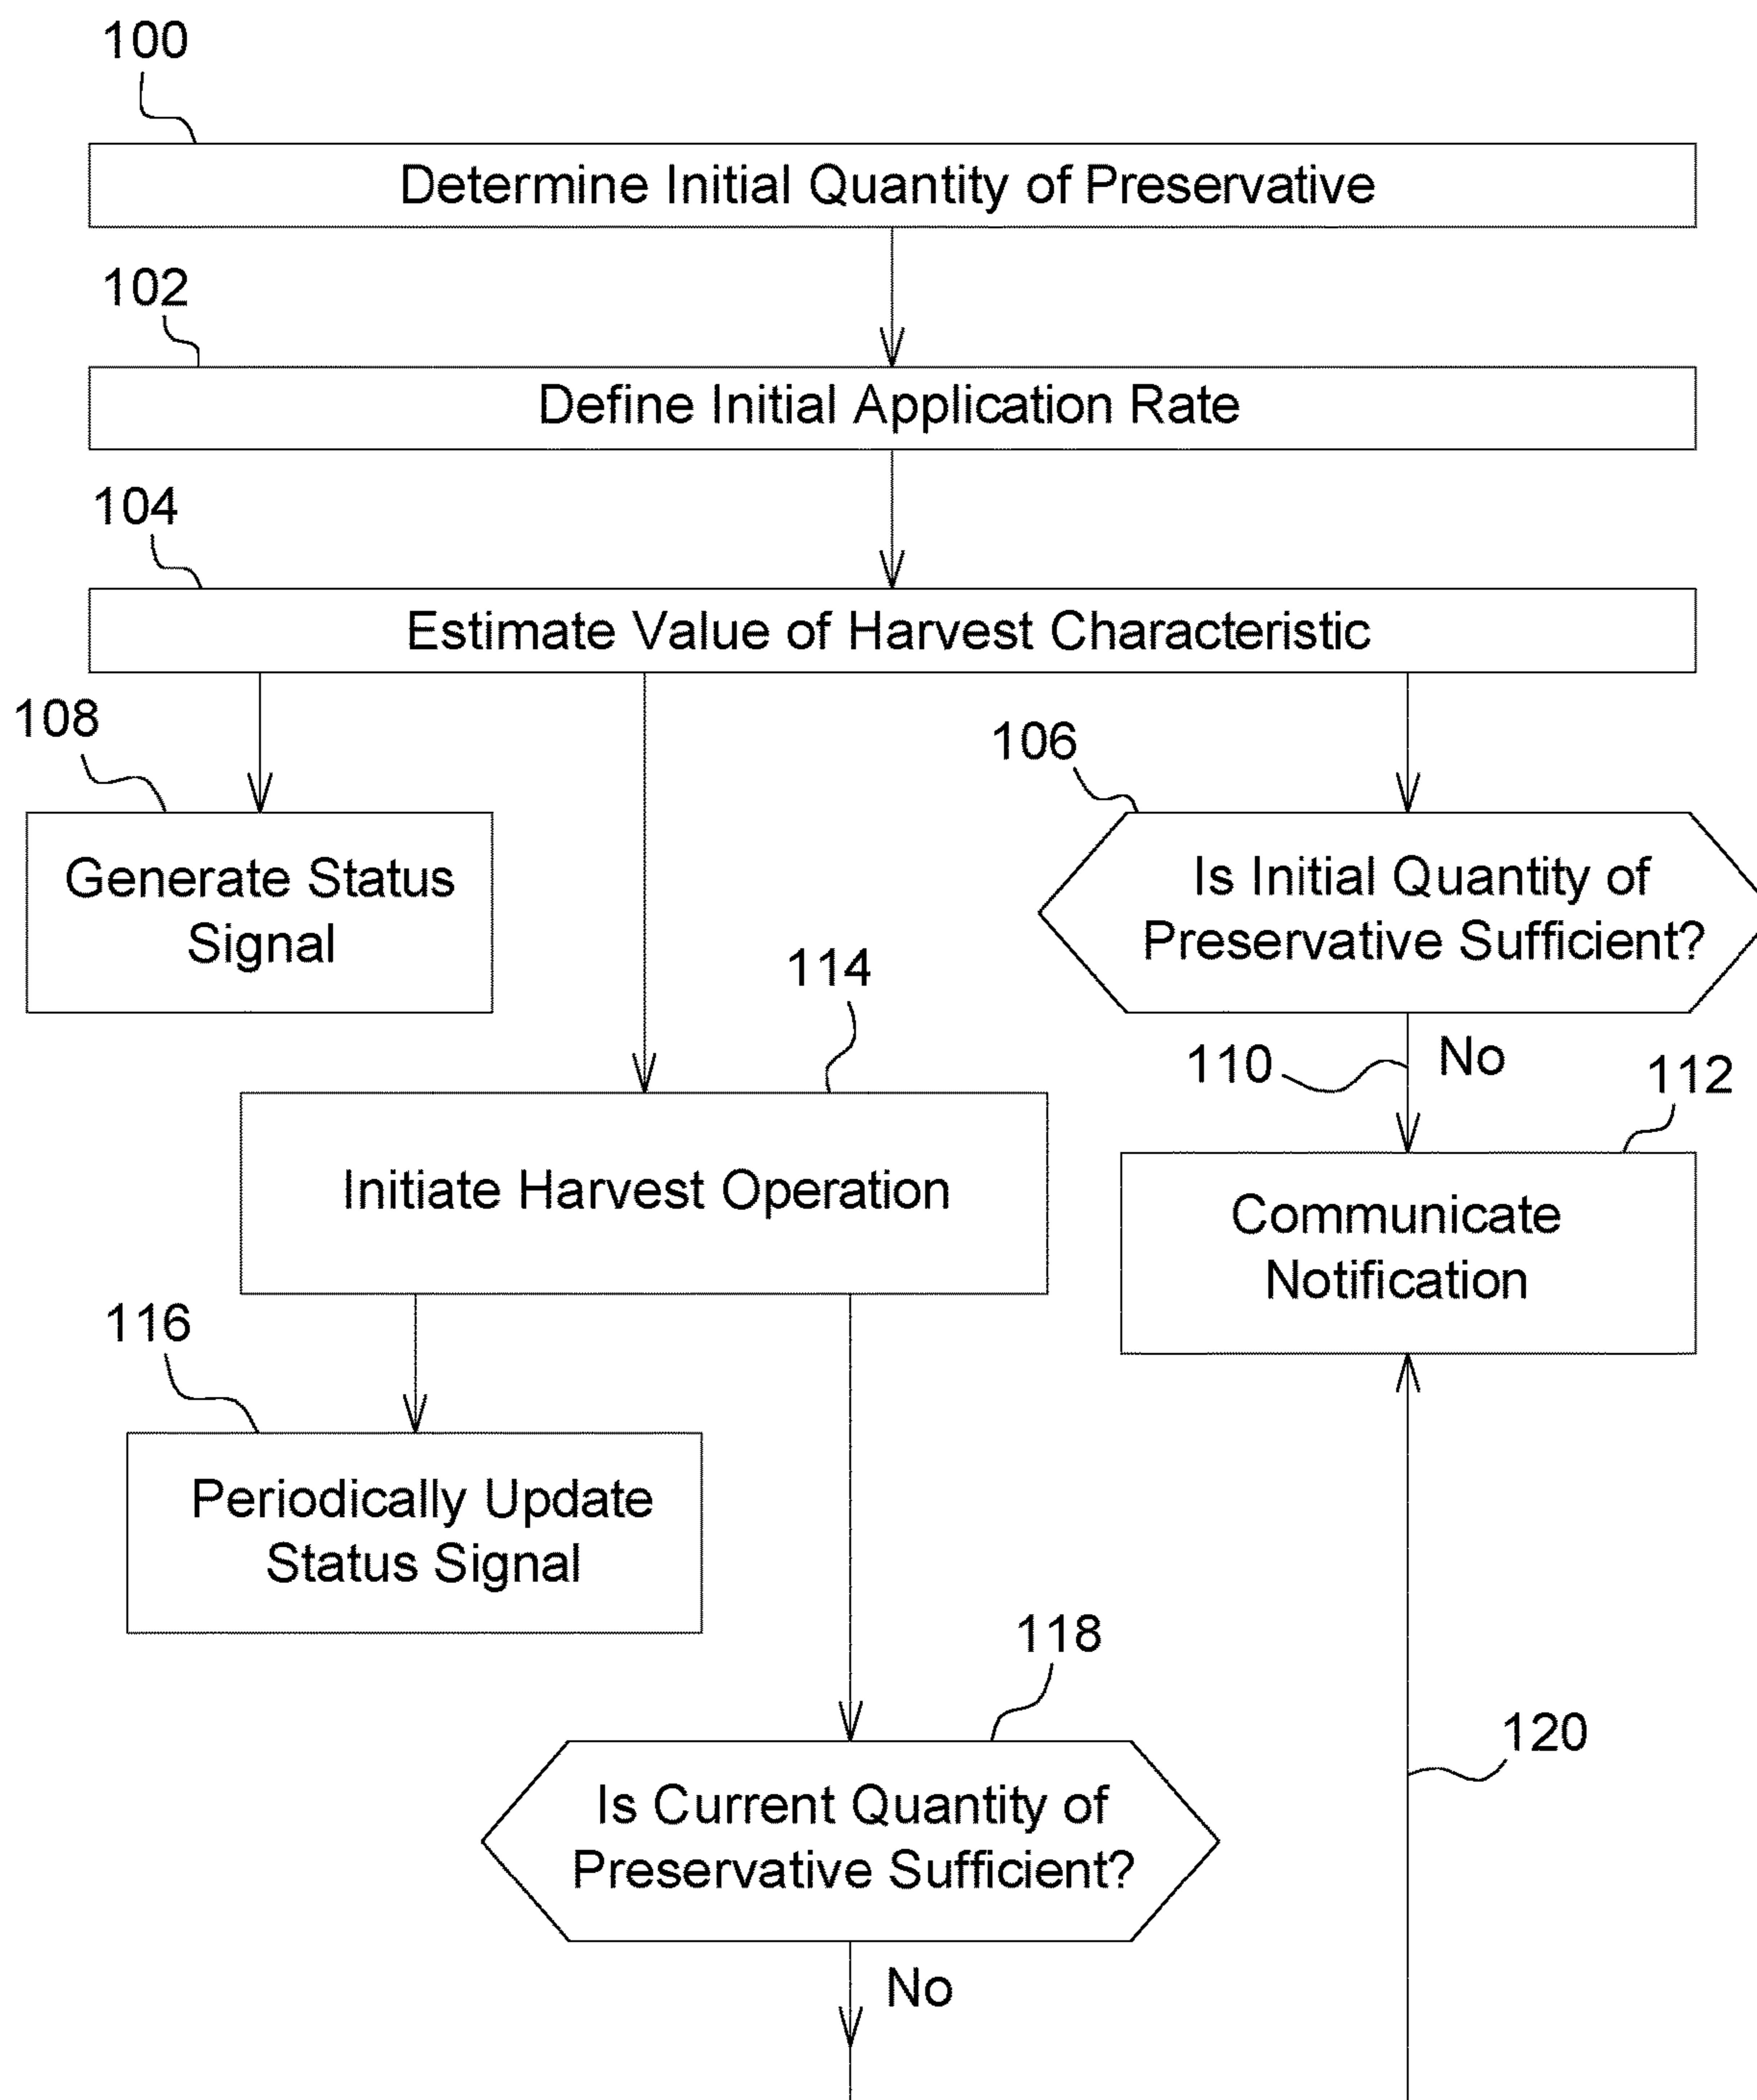 100
Determine Initial Quantity of Preservative
102
Define Initial Application Rate
104
Estimate Value of Harvest Characteristic
108
106
Generate Status
Signal
Is Initial Quantity of
Preservative Sufficient?
114
110
No
112
Initiate Harvest Operation
Communicate
Notification
116
Periodically Update
Status Signal
118
120
Is Current Quantity of
Preservative Sufficient?
No